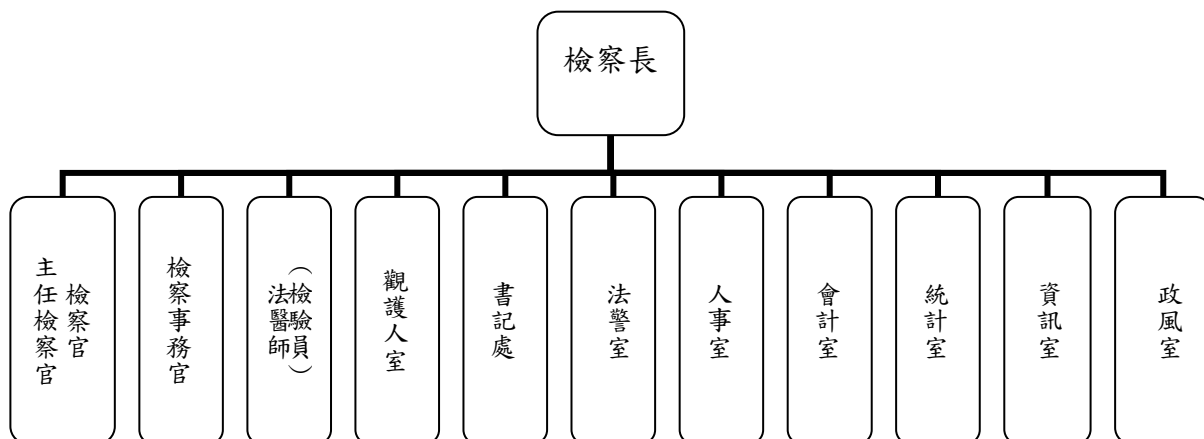 檢察長
主任檢察官
檢察官
檢察事務官
法醫師
（檢驗員）
觀護人室
書記處
法警室
人事室
會計室
統計室
資訊室
政風室